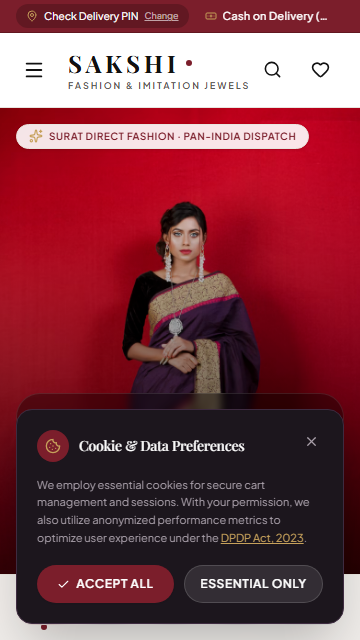 Check Delivery PIN Change
Cash on Delivery (...
SAKSHI
FASHION & IMITATION JEWELS
SURAT DIRECT FASHION · PAN-INDIA DISPATCH
Cookie & Data Preferences
We employ essential cookies for secure cart
management and sessions. With your permission, we
also utilize anonymized performance metrics to
optimize user experience under the DPDP Act, 2023.
ACCEPT ALL
ESSENTIAL ONLY